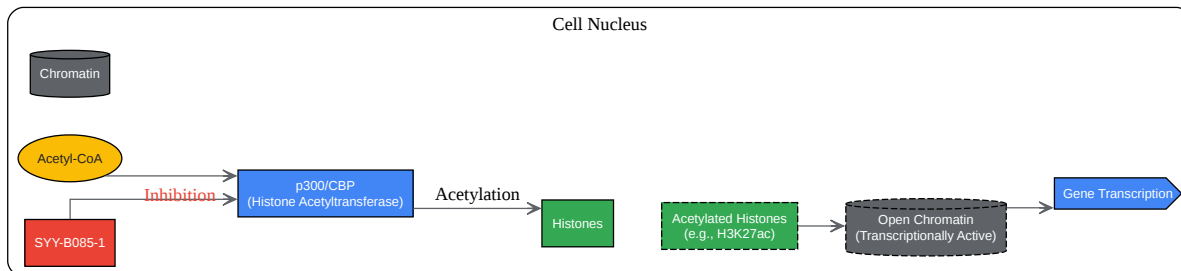 Cell Nucleus
Chromatin
Acetyl-CoA
Inhibition
SYY-B085-1
p300/CBP
(Histone Acetyltransferase)
Acetylation
Histones
Acetylated Histones
(e.g., H3K27ac)
Open Chromatin
(Transcriptionally Active)
Gene Transcription